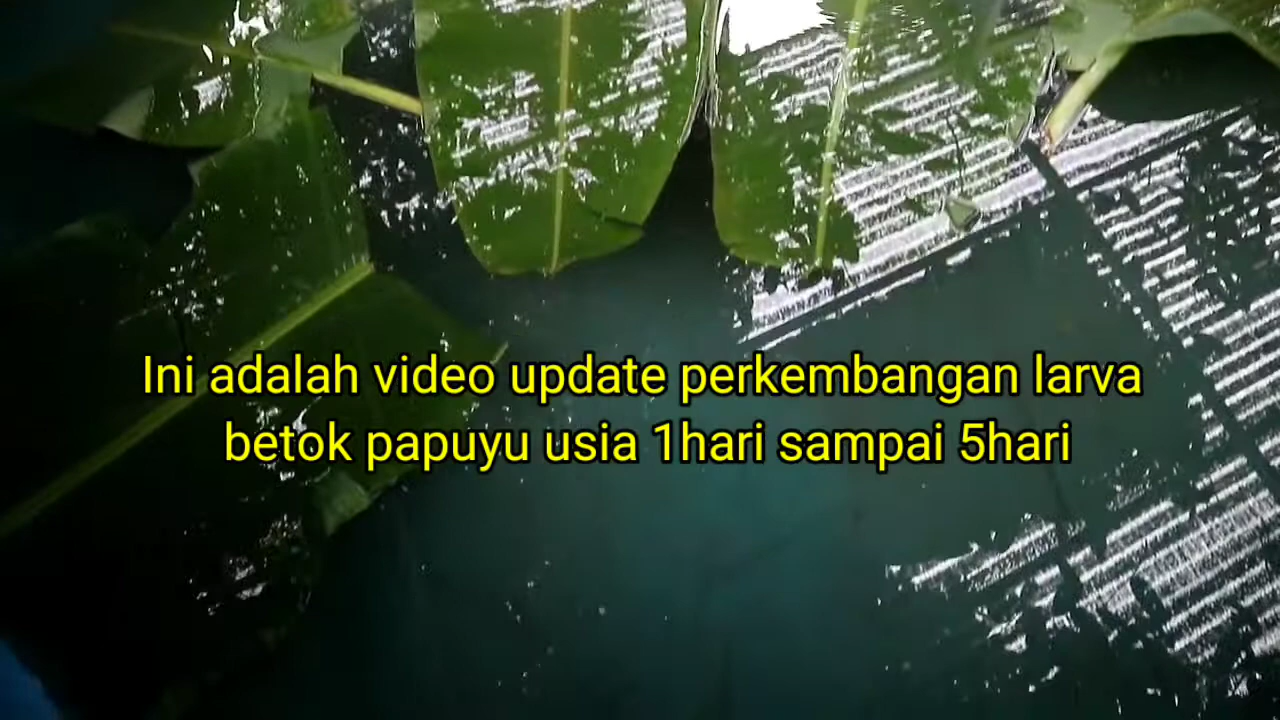 Ini adalah video update perkembangan larva
betok papuyu usia 1hari sampai 5hari